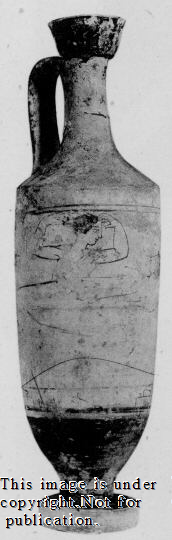 This image is under
copyright. Not for
publication.